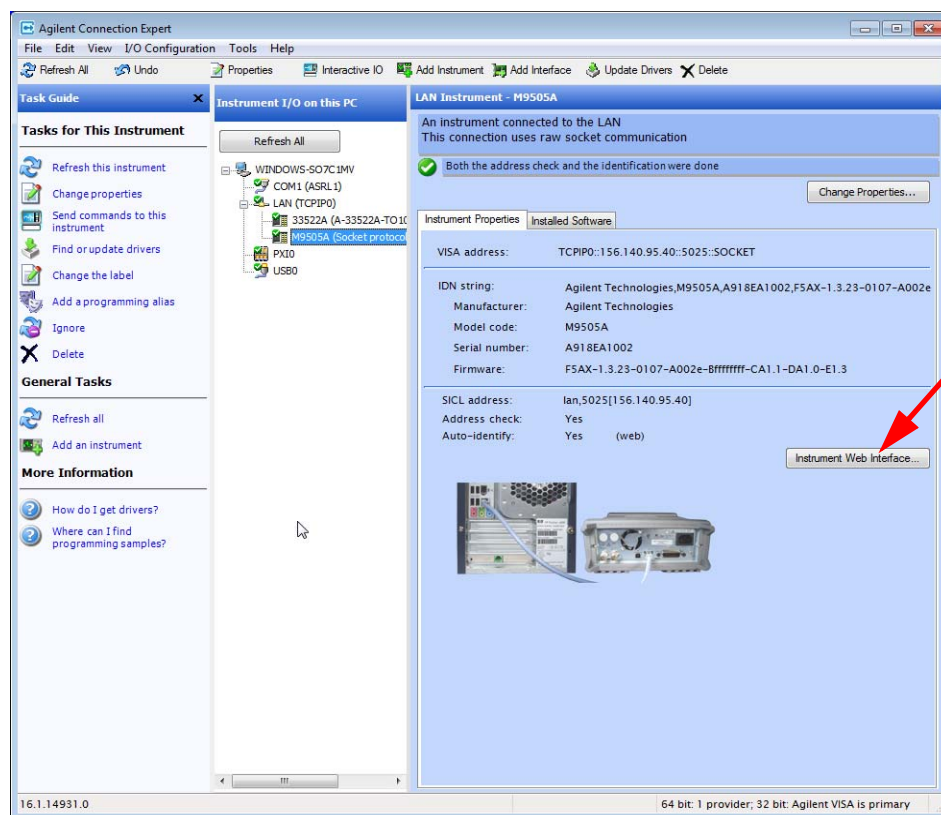 Agilent Connection Expert
File Edit View I/O Configuration Tools Help
Refresh All Undo Properties Interactive IO Add Instrument Add Interface Update Drivers Delete
Task Guide
Tasks for This Instrument
Refresh this instrument
Change properties
Send commands to this
instrument
Find or update drivers
Change the label
Add a programming alias
Ignore
Delete
General Tasks
Refresh all
Add an instrument
More Information
How do I get drivers?
Where can I find
programming samples?
Instrument I/O on this PC
Refresh All
WINDOWS-SO7C1MV
COM1 (ASRL1)
LAN (TCPIP0)
33522A (A-33522A-TO10
M9505A (Socket protocol
PXI0
USB0
LAN Instrument - M9505A
An instrument connected to the LAN
This connection uses raw socket communication
Both the address check and the identification were done
Change Properties...
Instrument Properties Installed Software
VISA address: TCPIP0::156.140.95.40::5025::SOCKET
IDN string: Agilent Technologies,M9505A,A918EA1002,F5AX-1.3.23-0107-A002e
Manufacturer: Agilent Technologies
Model code: M9505A
Serial number: A918EA1002
Firmware: F5AX-1.3.23-0107-A002e-Bffffffff-CA1.1-DA1.0-E1.3
SICL address: lan,5025[156.140.95.40]
Address check: Yes
Auto-identify: Yes (web)
Instrument Web Interface...
16.1.14931.0
64 bit: 1 provider; 32 bit: Agilent VISA is primary